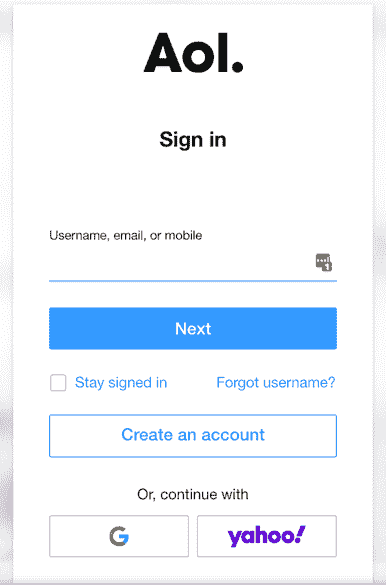 Aol.
Sign in
Username, email, or mobile
1
Next
Stay signed in
Forgot username?
Create an account
Or, continue with
G
yahoo!